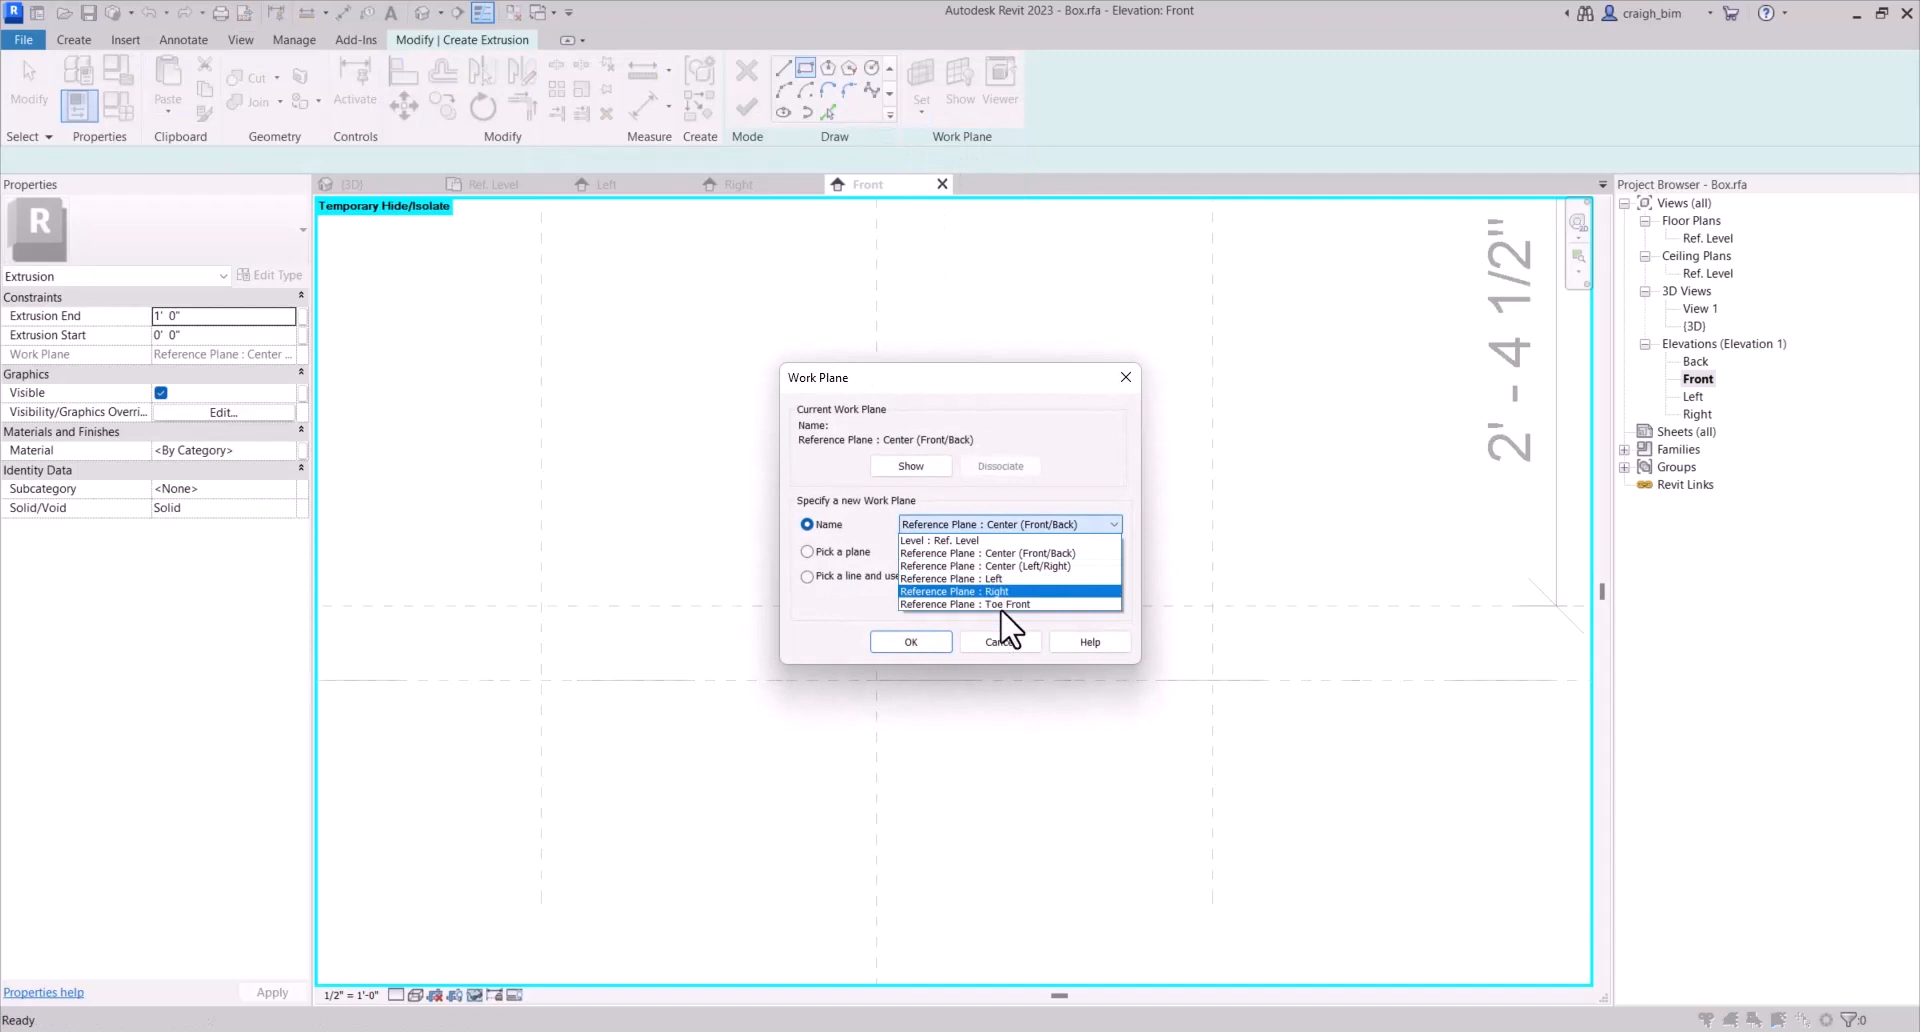 Autodesk Revit 2023 - Box.rfa - Elevation: Front
craigh_bim
File Create Insert Annotate View Manage Add-Ins Modify | Create Extrusion
Modify
Paste
Cut
Join
Activate
Set Show Viewer
Select Properties Clipboard Geometry Controls Modify Measure Create Mode Draw Work Plane
Properties
R
Extrusion
Edit Type
Constraints
Extrusion End 1' 0"
Extrusion Start 0' 0"
Work Plane Reference Plane : Center ...
Graphics
Visible
Visibility/Graphics Overri... Edit...
Materials and Finishes
Material <By Category>
Identity Data
Subcategory <None>
Solid/Void Solid
Properties help
Apply
{3D} Ref. Level Left Right Front
Temporary Hide/Isolate
2' - 4 1/2"
Work Plane
Current Work Plane
Name:
Reference Plane : Center (Front/Back)
Show Dissociate
Specify a new Work Plane
Name Reference Plane : Center (Front/Back)
Level : Ref. Level
Reference Plane : Center (Front/Back)
Reference Plane : Center (Left/Right)
Reference Plane : Left
Reference Plane : Right
Reference Plane : Toe Front
Pick a plane
Pick a line and use
OK Help
1/2" = 1'-0"
Project Browser - Box.rfa
Views (all)
Floor Plans
Ref. Level
Ceiling Plans
Ref. Level
3D Views
View 1
{3D}
Elevations (Elevation 1)
Back
Front
Left
Right
Sheets (all)
Families
Groups
Revit Links
Ready
:0